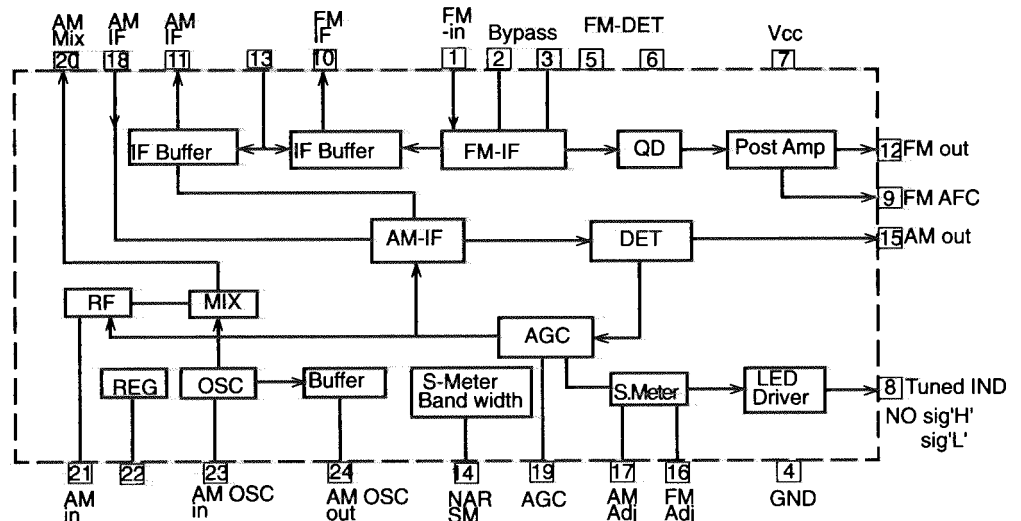 AM Mix
AM IF
AM IF
FM IF
FM -in
Bypass
FM-DET
Vcc
20
18
11
13
10
1
2
3
5
6
7
IF Buffer
IF Buffer
FM-IF
QD
Post Amp
12 FM out
9 FM AFC
AM-IF
DET
15 AM out
RF
MIX
AGC
REG
OSC
Buffer
S-Meter
Band width
S.Meter
LED
Driver
8 Tuned IND
NO sig'H'
sig'L'
21
22
23
24
14
19
17
16
4
AM in
AM OSC in
AM OSC out
NAR SM
AGC
AM Adj
FM Adj
GND